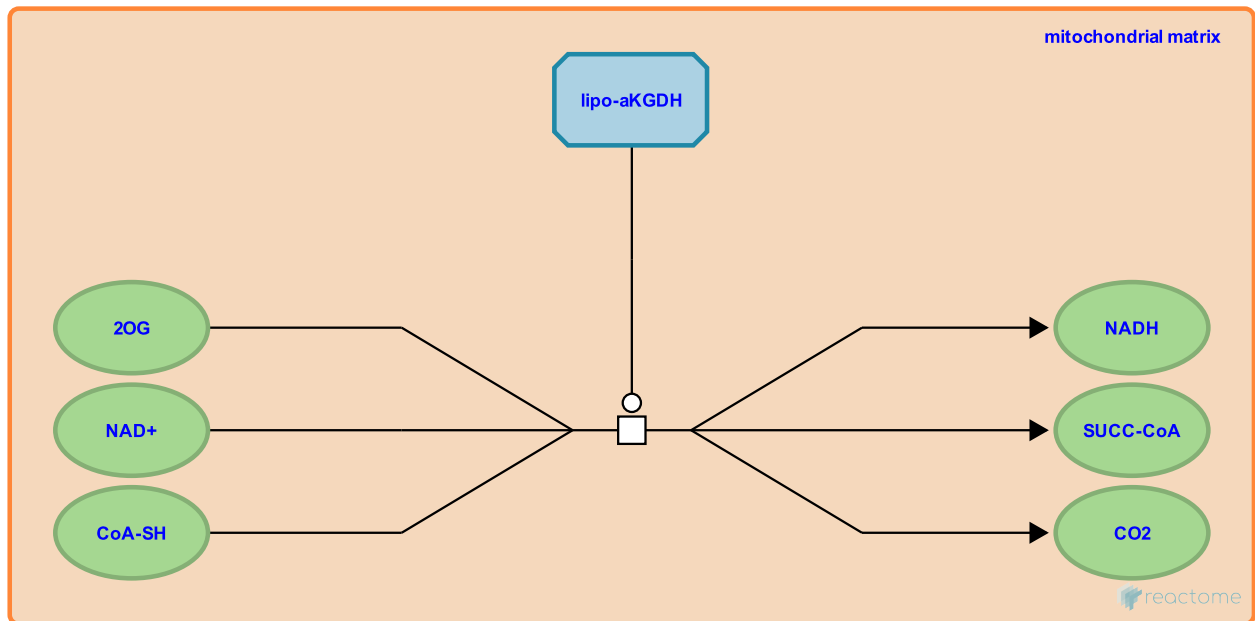 mitochondrial matrix
lipo-aKGDH
2OG
NADH
NAD+
SUCC-CoA
CoA-SH
CO2
reactome